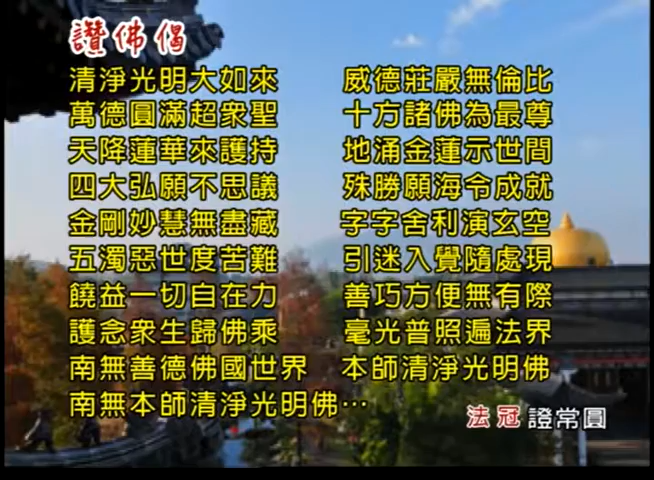 讚佛偈
清淨光明大如來 威德莊嚴無倫比
萬德圓滿超衆聖 十方諸佛為最尊
天降蓮華來護持 地涌金蓮示世間
四大弘願不思議 殊勝願海令成就
金剛妙慧無盡藏 字字舍利演玄空
五濁惡世度苦難 引迷入覺隨處現
饒益一切自在力 善巧方便無有際
護念衆生歸佛乘 毫光普照遍法界
南無善德佛國世界 本師清淨光明佛
南無本師清淨光明佛…
法冠 證常圓